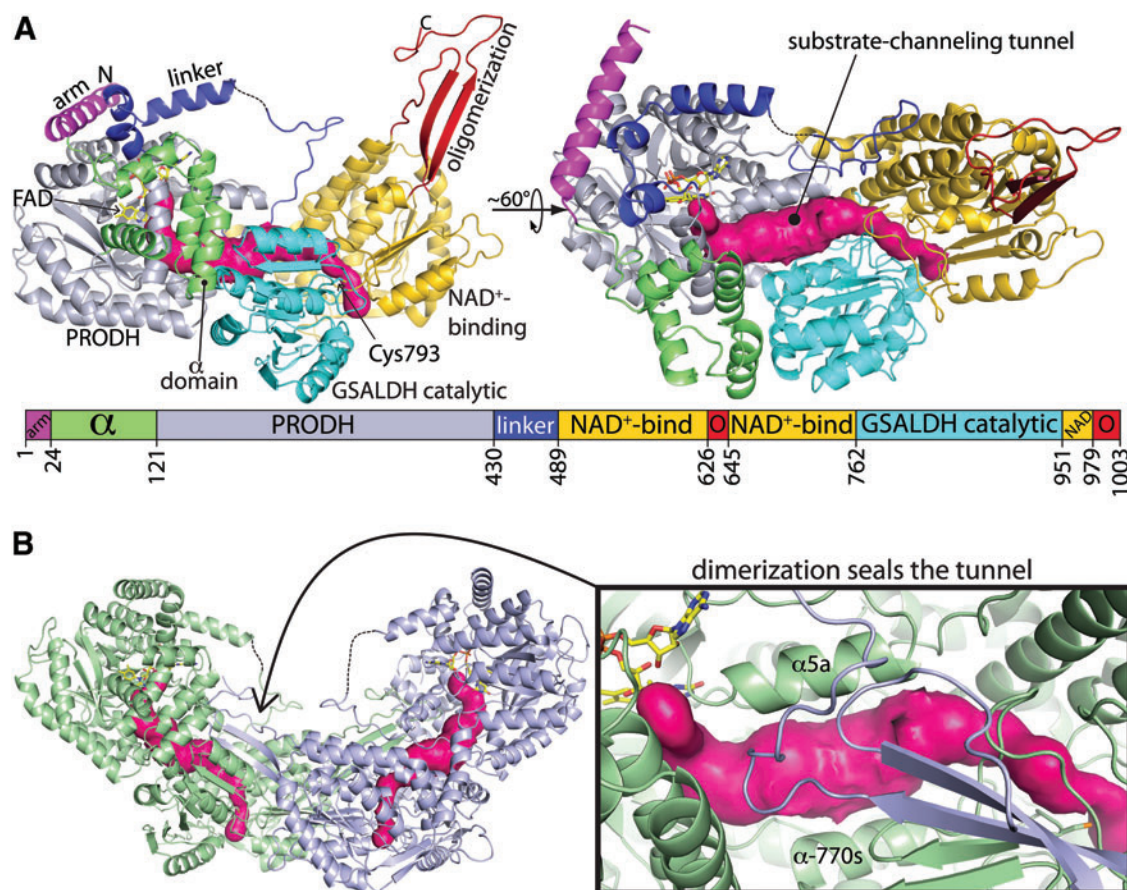 A
arm
N
linker
C
oligomerization
FAD
PRODH
α
domain
GSALDH catalytic
Cys793
NAD⁺-
binding
~60°
substrate-channeling tunnel
arm
α
PRODH
linker
NAD⁺-bind
O
NAD⁺-bind
GSALDH catalytic
NAD
O
1
24
121
430
489
626
645
762
951
979
1003
B
dimerization seals the tunnel
α5a
α-770s